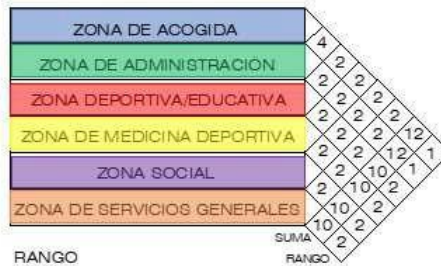 ZONA DE ACOGIDA
4
ZONA DE ADMINISTRACIÓN 2
2 2
ZONA DEPORTIVA/EDUCATIVA 2 2
2 2 2
ZONA DE MEDICINA DEPORTIVA 2 2 12
2 2 12 1
ZONA SOCIAL 2 10 1
2 10 2
ZONA DE SERVICIOS GENERALES 10 2
10 2
SUMA 2
RANGO RANGO